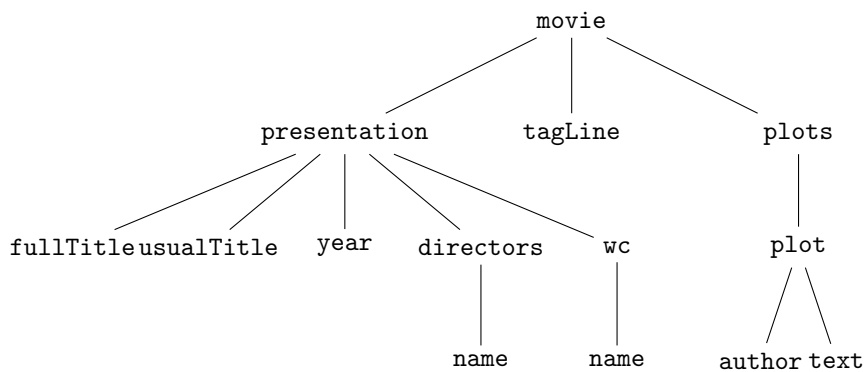 movie
presentation tagLine plots
fullTitle usualTitle year directors wc plot
name name author text